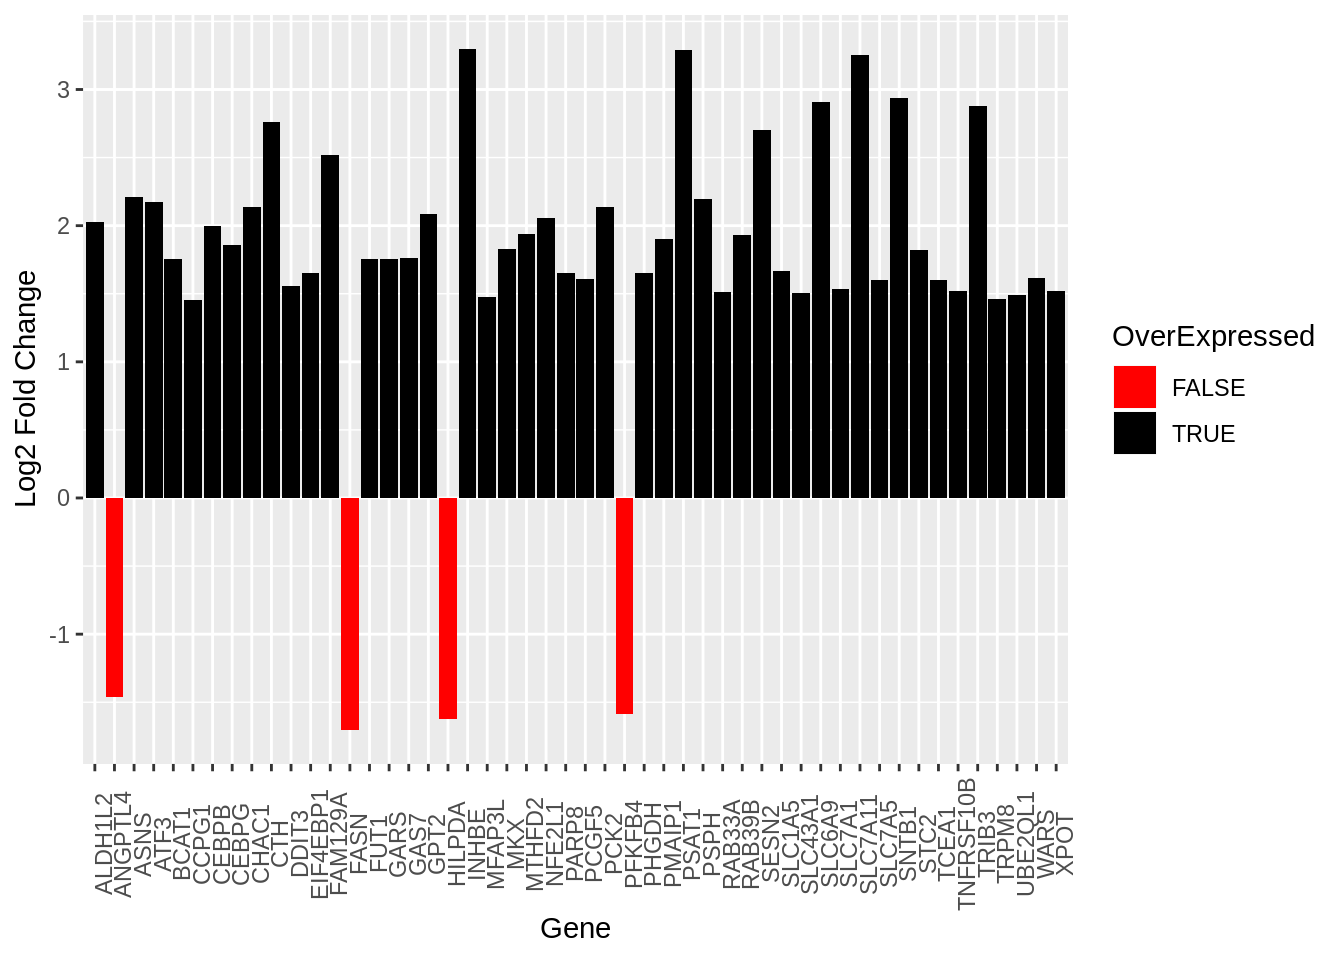 3
2
1
0
-1
Log2 Fold Change
ALDH1L2
ANGPTL4
ASNS
ATF3
BCAT1
CCPG1
CEBPB
CEBPG
CHAC1
CTH
DDIT3
EIF4EBP1
FAM129A
FASN
FUT1
GARS
GAS7
GPT2
HILPDA
INHBE
MFAP3L
MKX
MTHFD2
NFE2L1
PARP8
PCGF5
PCK2
PFKFB4
PHGDH
PMAIP1
PSAT1
PSPH
RAB33A
RAB39B
SESN2
SLC1A5
SLC43A1
SLC6A9
SLC7A1
SLC7A11
SLC7A5
SNTB1
STC2
TCEA1
TNFRSF10B
TRIB3
TRPM8
UBE2QL1
WARS
XPOT
Gene
OverExpressed
FALSE
TRUE